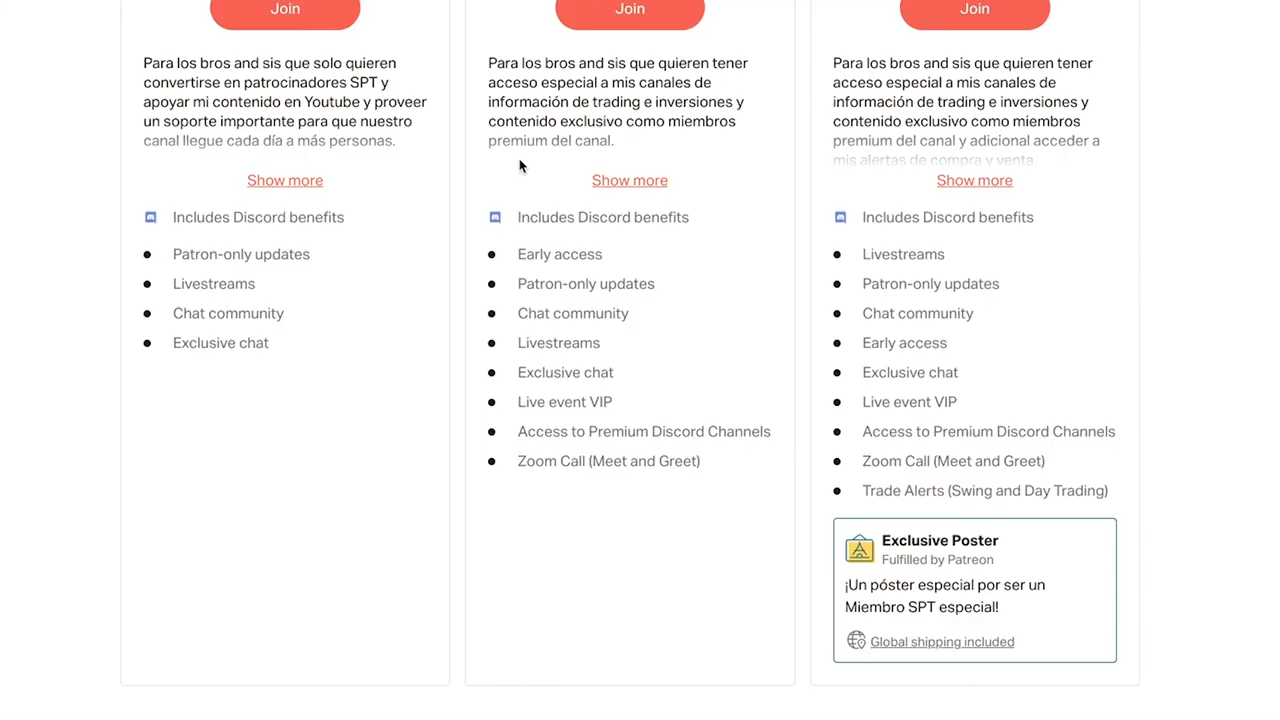 Join
Para los bros and sis que solo quieren
convertirse en patrocinadores SPT y
apoyar mi contenido en Youtube y proveer
un soporte importante para que nuestro
canal llegue cada día a más personas.
Show more
Includes Discord benefits
Patron-only updates
Livestreams
Chat community
Exclusive chat
Join
Para los bros and sis que quieren tener
acceso especial a mis canales de
información de trading e inversiones y
contenido exclusivo como miembros
premium del canal.
Show more
Includes Discord benefits
Early access
Patron-only updates
Chat community
Livestreams
Exclusive chat
Live event VIP
Access to Premium Discord Channels
Zoom Call (Meet and Greet)
Join
Para los bros and sis que quieren tener
acceso especial a mis canales de
información de trading e inversiones y
contenido exclusivo como miembros
premium del canal y adicional acceder a
mis alertas de compra y venta.
Show more
Includes Discord benefits
Livestreams
Patron-only updates
Chat community
Early access
Exclusive chat
Live event VIP
Access to Premium Discord Channels
Zoom Call (Meet and Greet)
Trade Alerts (Swing and Day Trading)
Exclusive Poster
Fulfilled by Patreon
¡Un póster especial por ser un
Miembro SPT especial!
Global shipping included